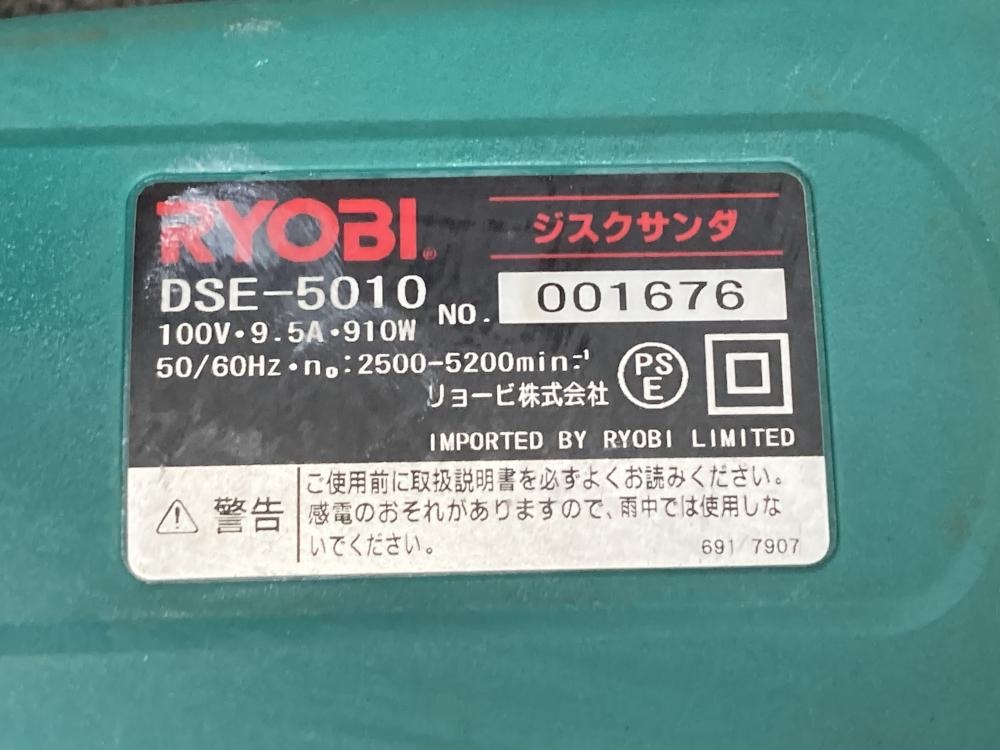 RYOBI®
ジスクサンダ
DSE-5010
NO. 001676
100V・9.5A・910W
50/60Hz・n₀:2500-5200min⁻¹
リョービ株式会社
PS
E
IMPORTED BY RYOBI LIMITED
警告
ご使用前に取扱説明書を必ずよくお読みください。
感電のおそれがありますので、雨中では使用しな
いでください。
691/7907